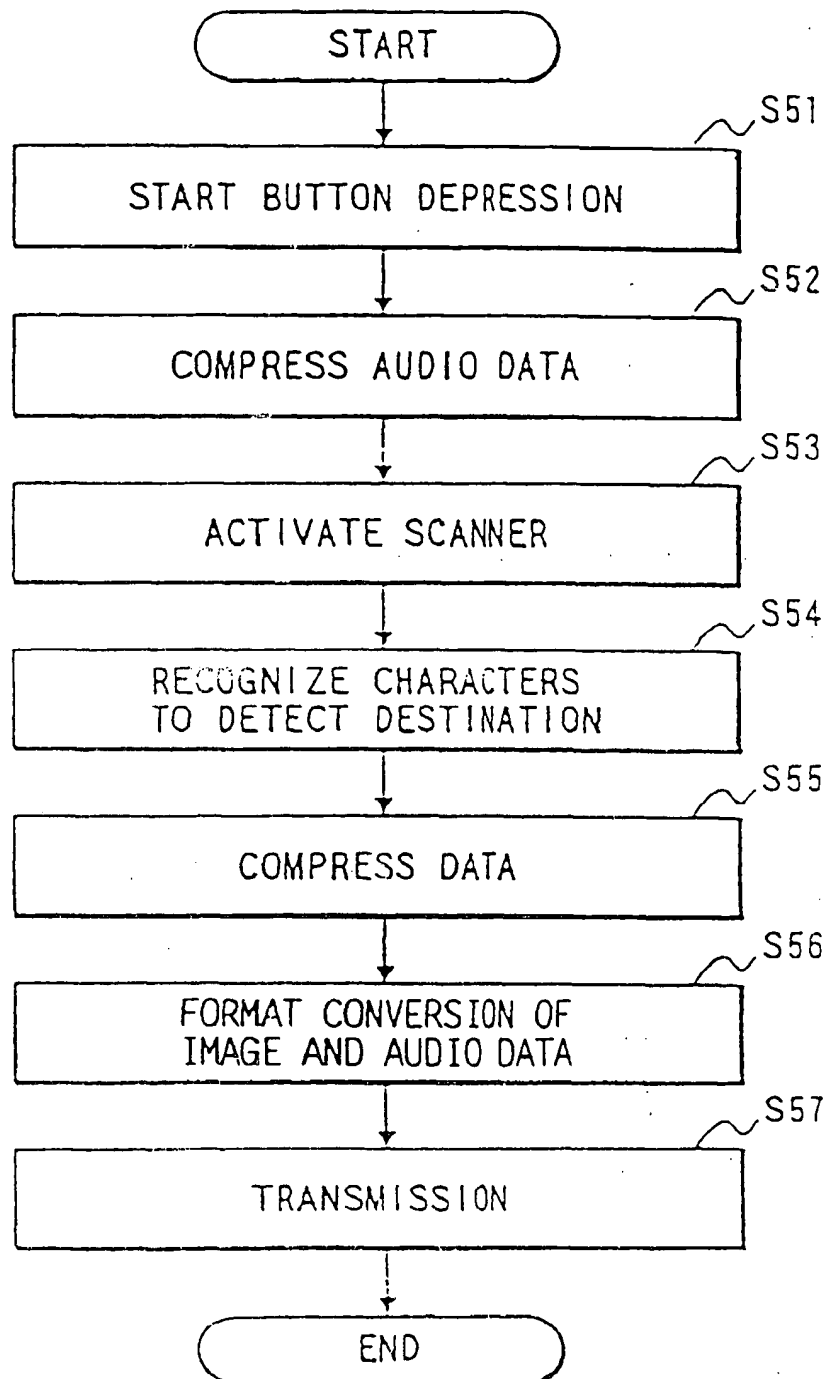 START
S51
START BUTTON DEPRESSION
S52
COMPRESS AUDIO DATA
S53
ACTIVATE SCANNER
S54
RECOGNIZE CHARACTERS
TO DETECT DESTINATION
S55
COMPRESS DATA
S56
FORMAT CONVERSION OF
IMAGE AND AUDIO DATA
S57
TRANSMISSION
END